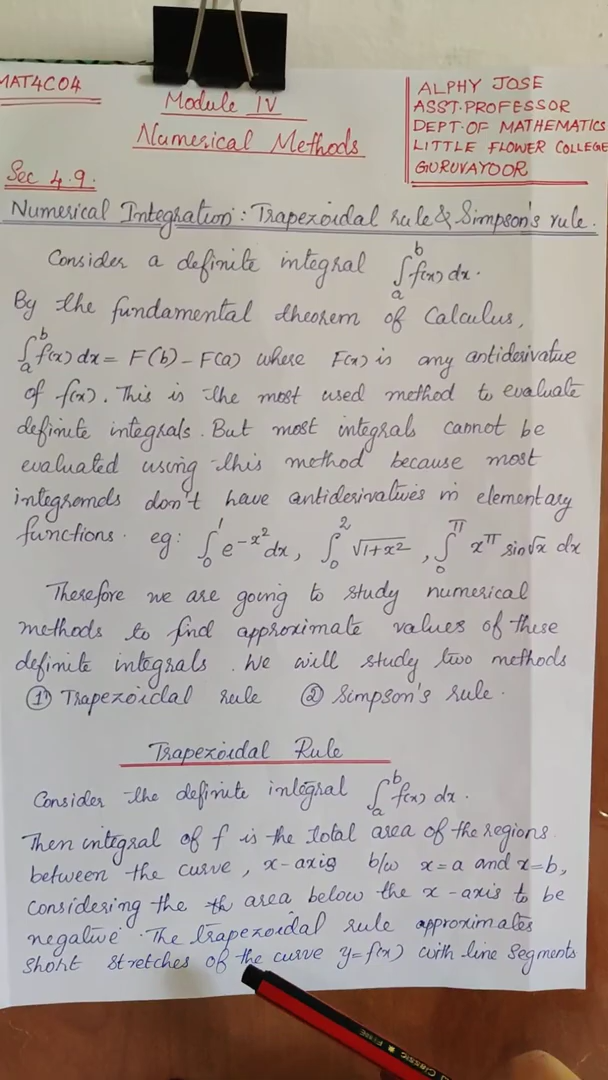 MAT4C04
Module IV
Numerical Methods
ALPHY JOSE
ASST.PROFESSOR
DEPT.OF MATHEMATICS
LITTLE FLOWER COLLEGE
GURUVAYOOR
Sec 4.9.
Numerical Integration: Trapezoidal rule & Simpson's rule.
Consider a definite integral ∫_a^b f(x) dx.
By the fundamental theorem of Calculus,
∫_a^b f(x) dx = F(b) - F(a) where F(x) is any antiderivative
of f(x). This is the most used method to evaluate
definite integrals. But most integrals cannot be
evaluated using this method because most
integrands don't have antiderivatives in elementary
functions. eg: ∫_0^1 e^{-x^2} dx, ∫_0^2 √(1+x^2), ∫_0^π x^π sin√x dx
Therefore we are going to study numerical
methods to find approximate values of these
definite integrals. We will study two methods
① Trapezoidal rule ② Simpson's rule.
Trapezoidal Rule
Consider the definite integral ∫_a^b f(x) dx.
Then integral of f is the total area of the regions
between the curve, x-axis b/w x=a and x=b,
considering the th area below the x-axis to be
negative. The trapezoidal rule approximates
short stretches of the curve y=f(x) with line segments
Classic